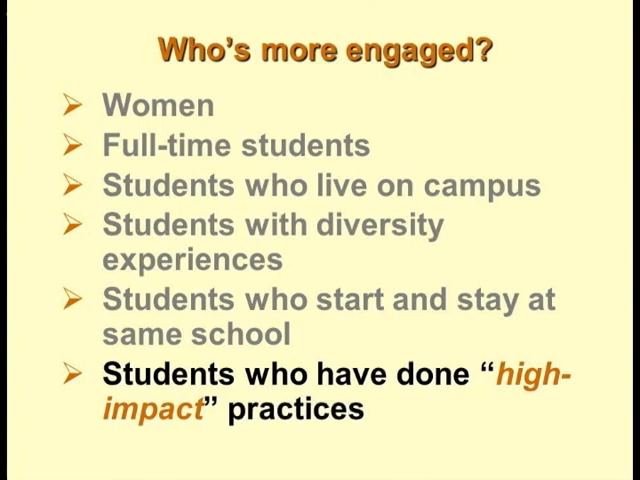 Who's more engaged?
Women
Full-time students
Students who live on campus
Students with diversity
experiences
Students who start and stay at
same school
Students who have done “high-
impact” practices